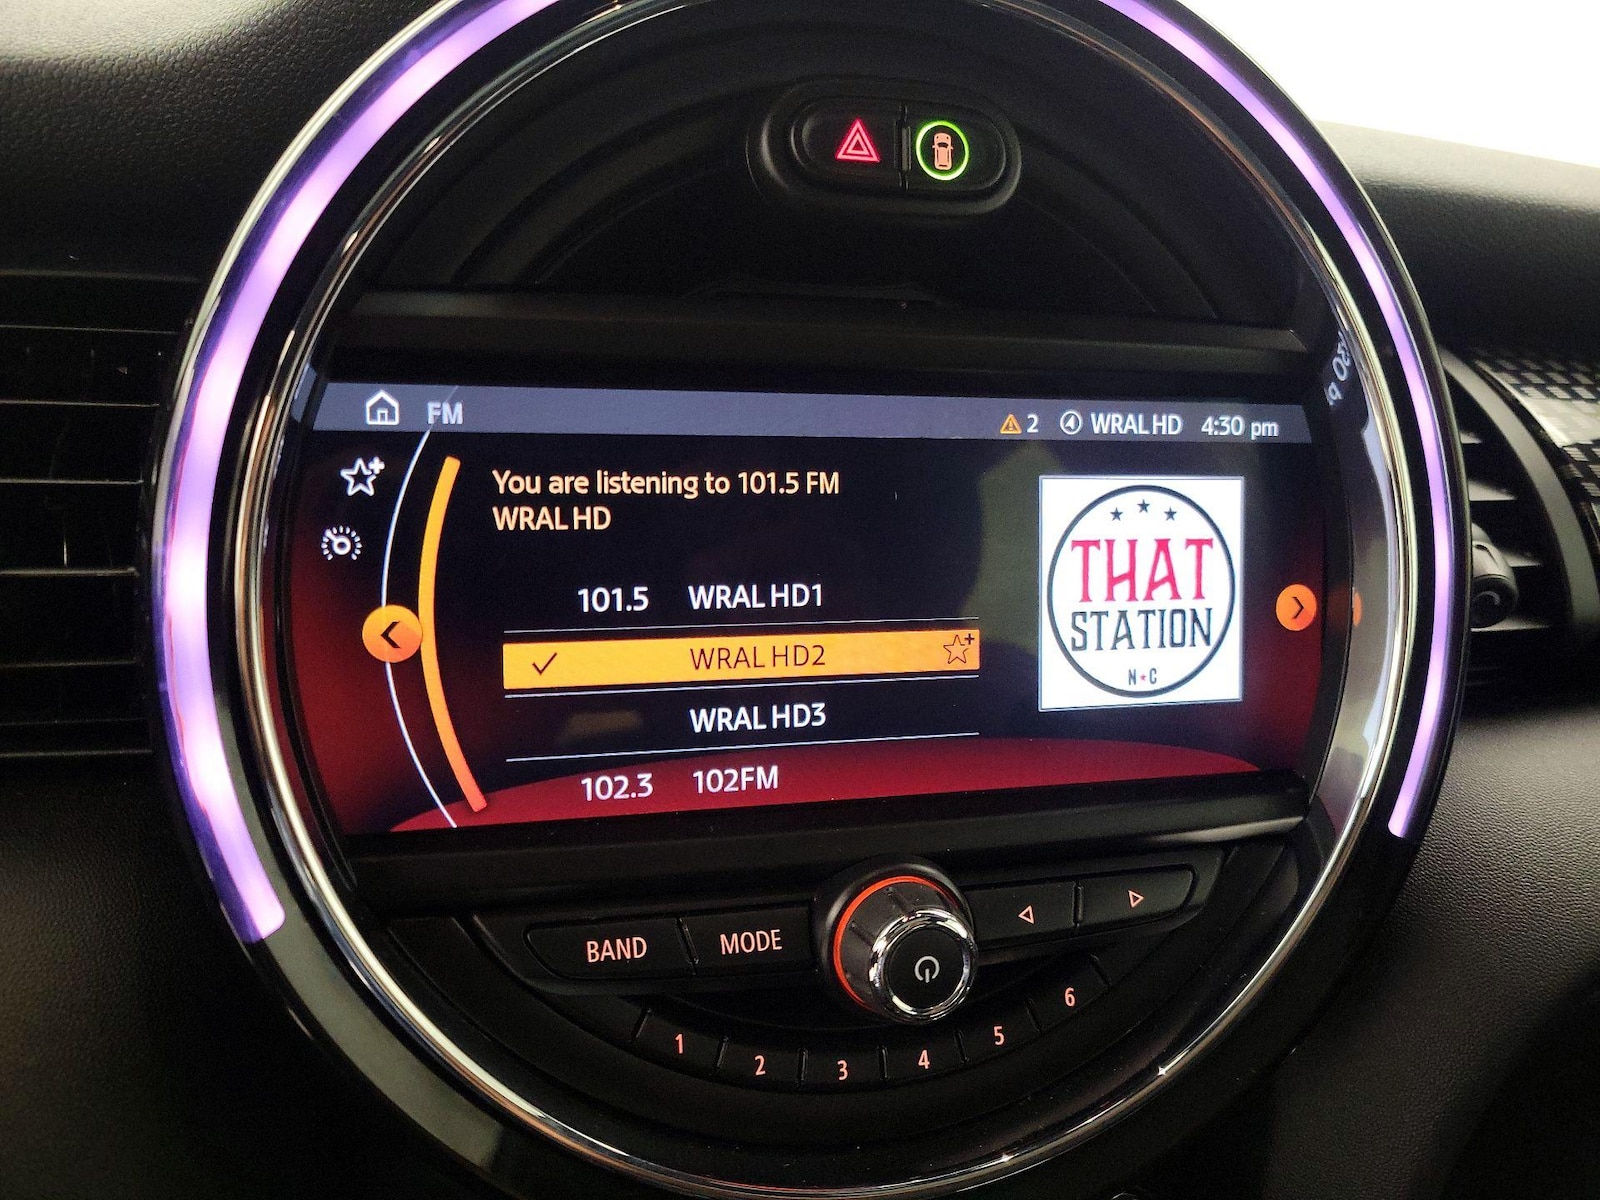 FM
2 WRAL HD 4:30 pm
You are listening to 101.5 FM
WRAL HD
101.5 WRAL HD1
WRAL HD2
WRAL HD3
102.3 102FM
THAT
STATION
N★C
BAND MODE
1 2 3 4 5 6